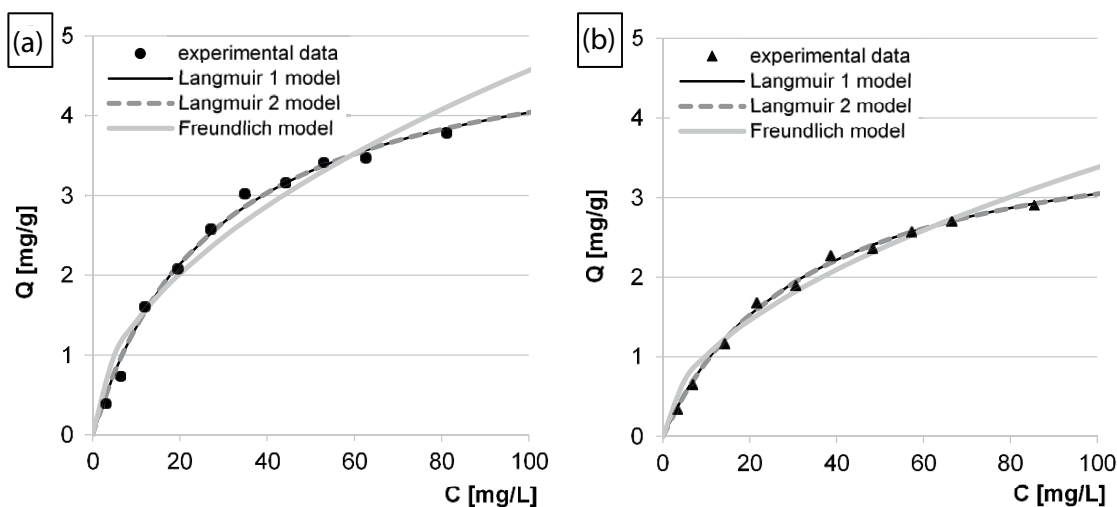 (a)
5
4
3
2
1
0
Q [mg/g]
experimental data
Langmuir 1 model
Langmuir 2 model
Freundlich model
0 20 40 60 80 100
C [mg/L]
(b)
5
4
3
2
1
0
Q [mg/g]
experimental data
Langmuir 1 model
Langmuir 2 model
Freundlich model
0 20 40 60 80 100
C [mg/L]